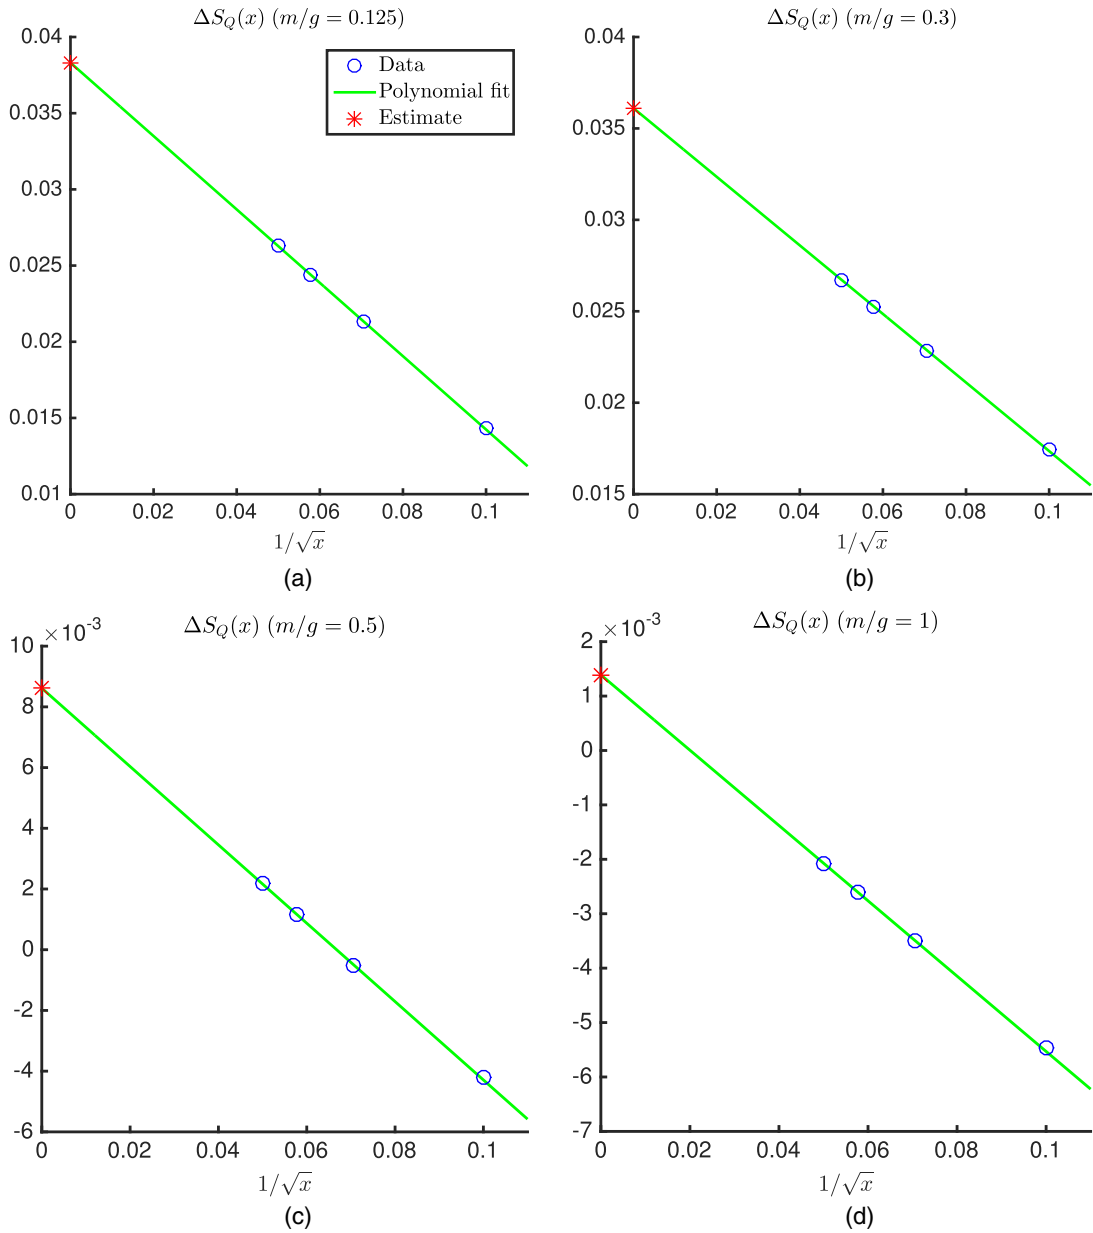 ΔS_Q(x) (m/g = 0.125)
0.04
0.035
0.03
0.025
0.02
0.015
0.01
0 0.02 0.04 0.06 0.08 0.1
1/√x
(a)
Data
Polynomial fit
Estimate
ΔS_Q(x) (m/g = 0.3)
0.04
0.035
0.03
0.025
0.02
0.015
0 0.02 0.04 0.06 0.08 0.1
1/√x
(b)
×10⁻³
ΔS_Q(x) (m/g = 0.5)
10
8
6
4
2
0
-2
-4
-6
0 0.02 0.04 0.06 0.08 0.1
1/√x
(c)
×10⁻³
ΔS_Q(x) (m/g = 1)
2
1
0
-1
-2
-3
-4
-5
-6
-7
0 0.02 0.04 0.06 0.08 0.1
1/√x
(d)